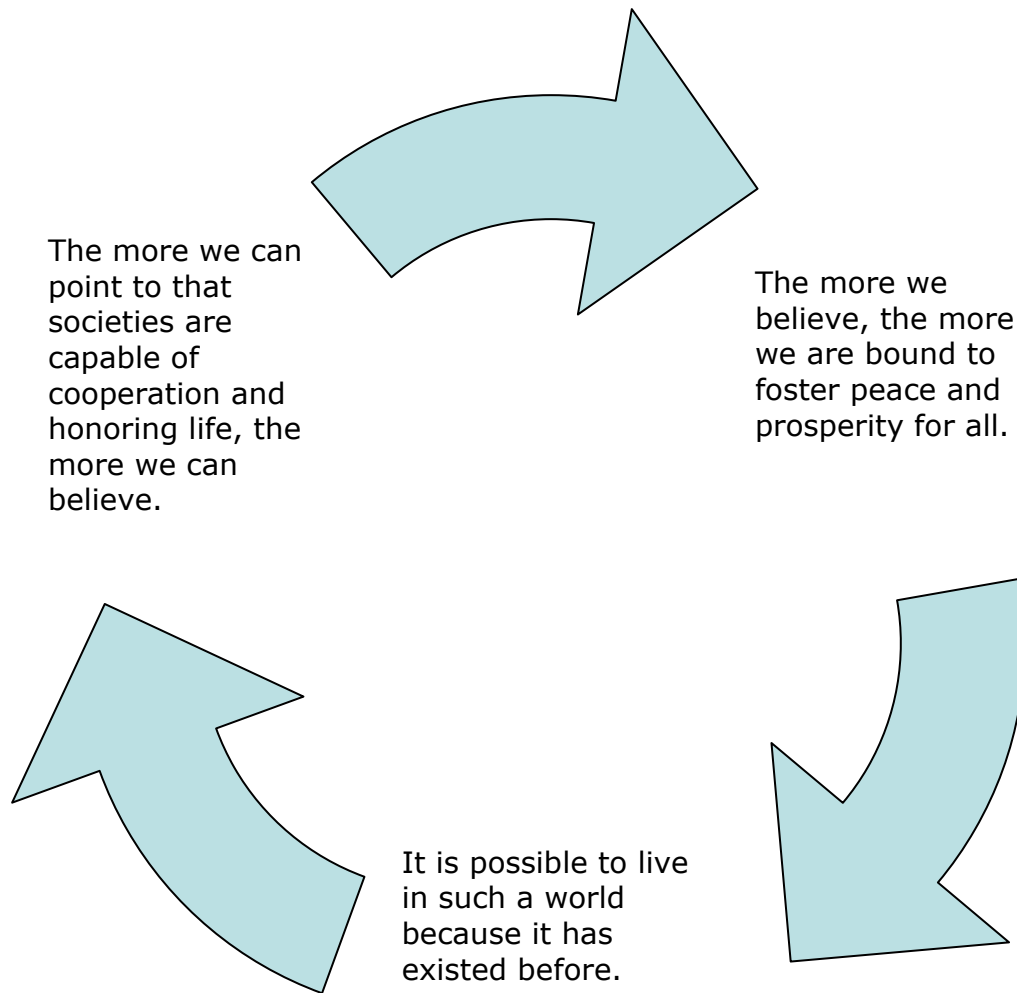 The more we can
point to that
societies are
capable of
cooperation and
honoring life, the
more we can
believe.
The more we
believe, the more
we are bound to
foster peace and
prosperity for all.
It is possible to live
in such a world
because it has
existed before.